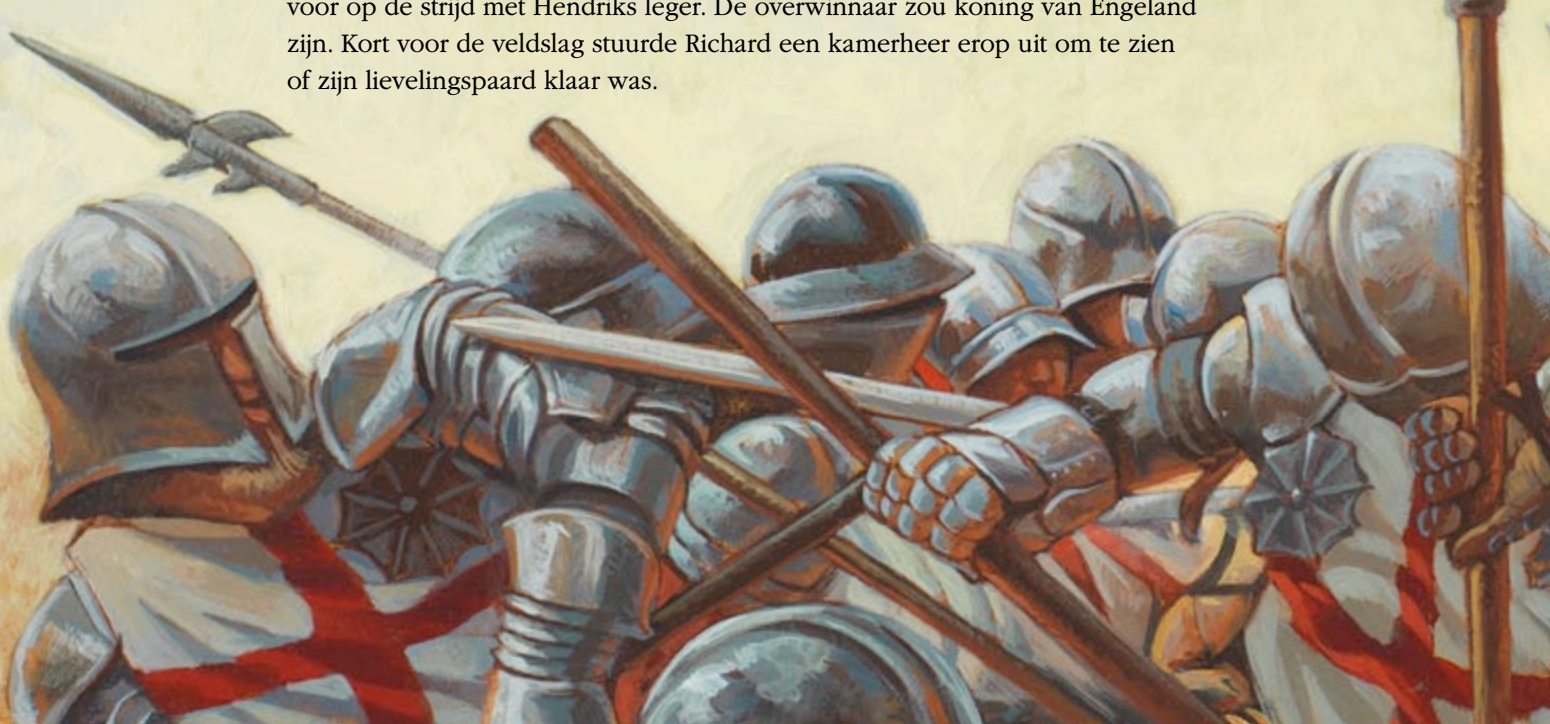 voor op de strijd met Hendriks leger. De overwinnaar zou koning van Engeland
zijn. Kort voor de veldslag stuurde Richard een kamerheer erop uit om te zien
of zijn lievelingspaard klaar was.